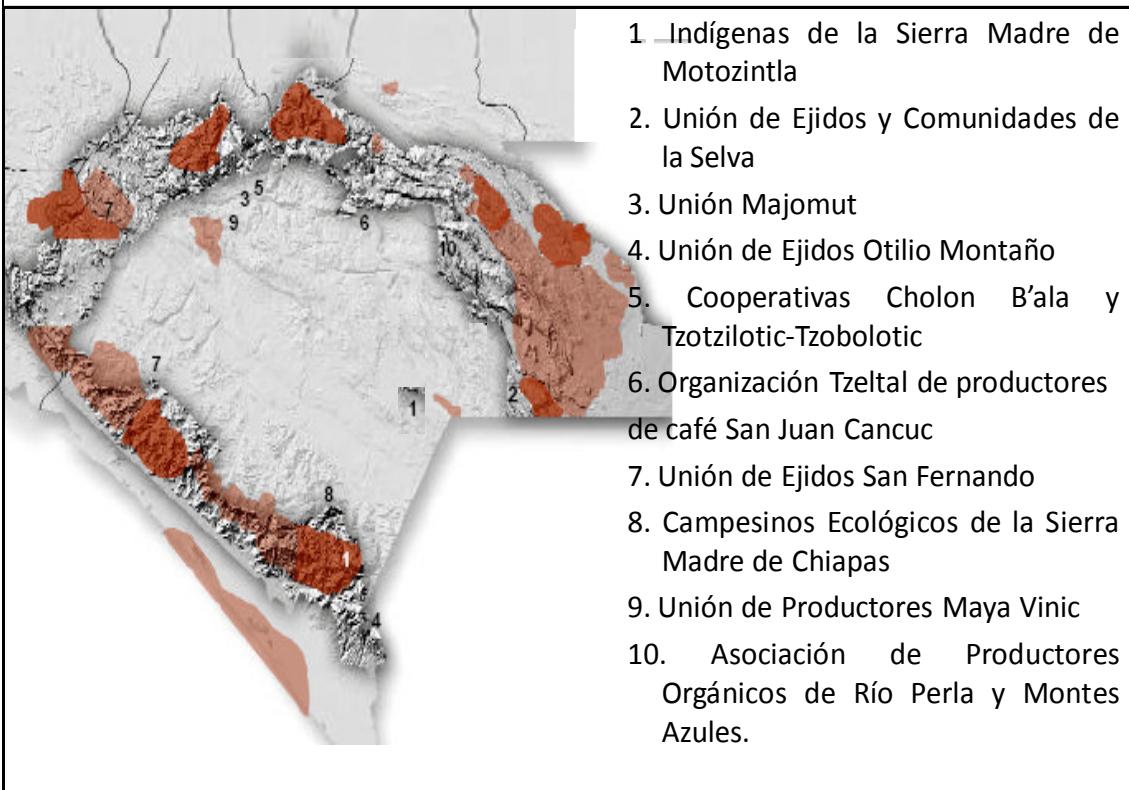 1 Indígenas de la Sierra Madre de
Motozintla
2. Unión de Ejidos y Comunidades de
la Selva
3. Unión Majomut
4. Unión de Ejidos Otilio Montaño
5. Cooperativas Cholon B’ala y
Tzotzilotic-Tzobolotic
6. Organización Tzeltal de productores
de café San Juan Cancuc
7. Unión de Ejidos San Fernando
8. Campesinos Ecológicos de la Sierra
Madre de Chiapas
9. Unión de Productores Maya Vinic
10. Asociación de Productores
Orgánicos de Río Perla y Montes
Azules.
5
3
7
9
6
10
7
1
2
8
1
4